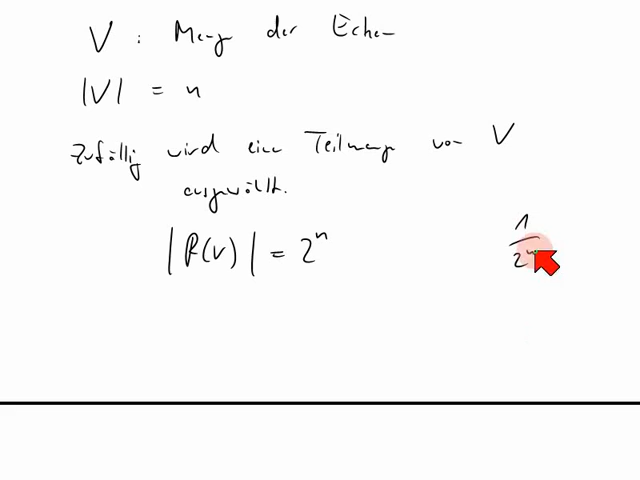 V : Menge der Ecken
|V| = n
Zufällig wird eine Teilmenge von V
ausgewählt.
|P(V)| = 2^n
1/2^n